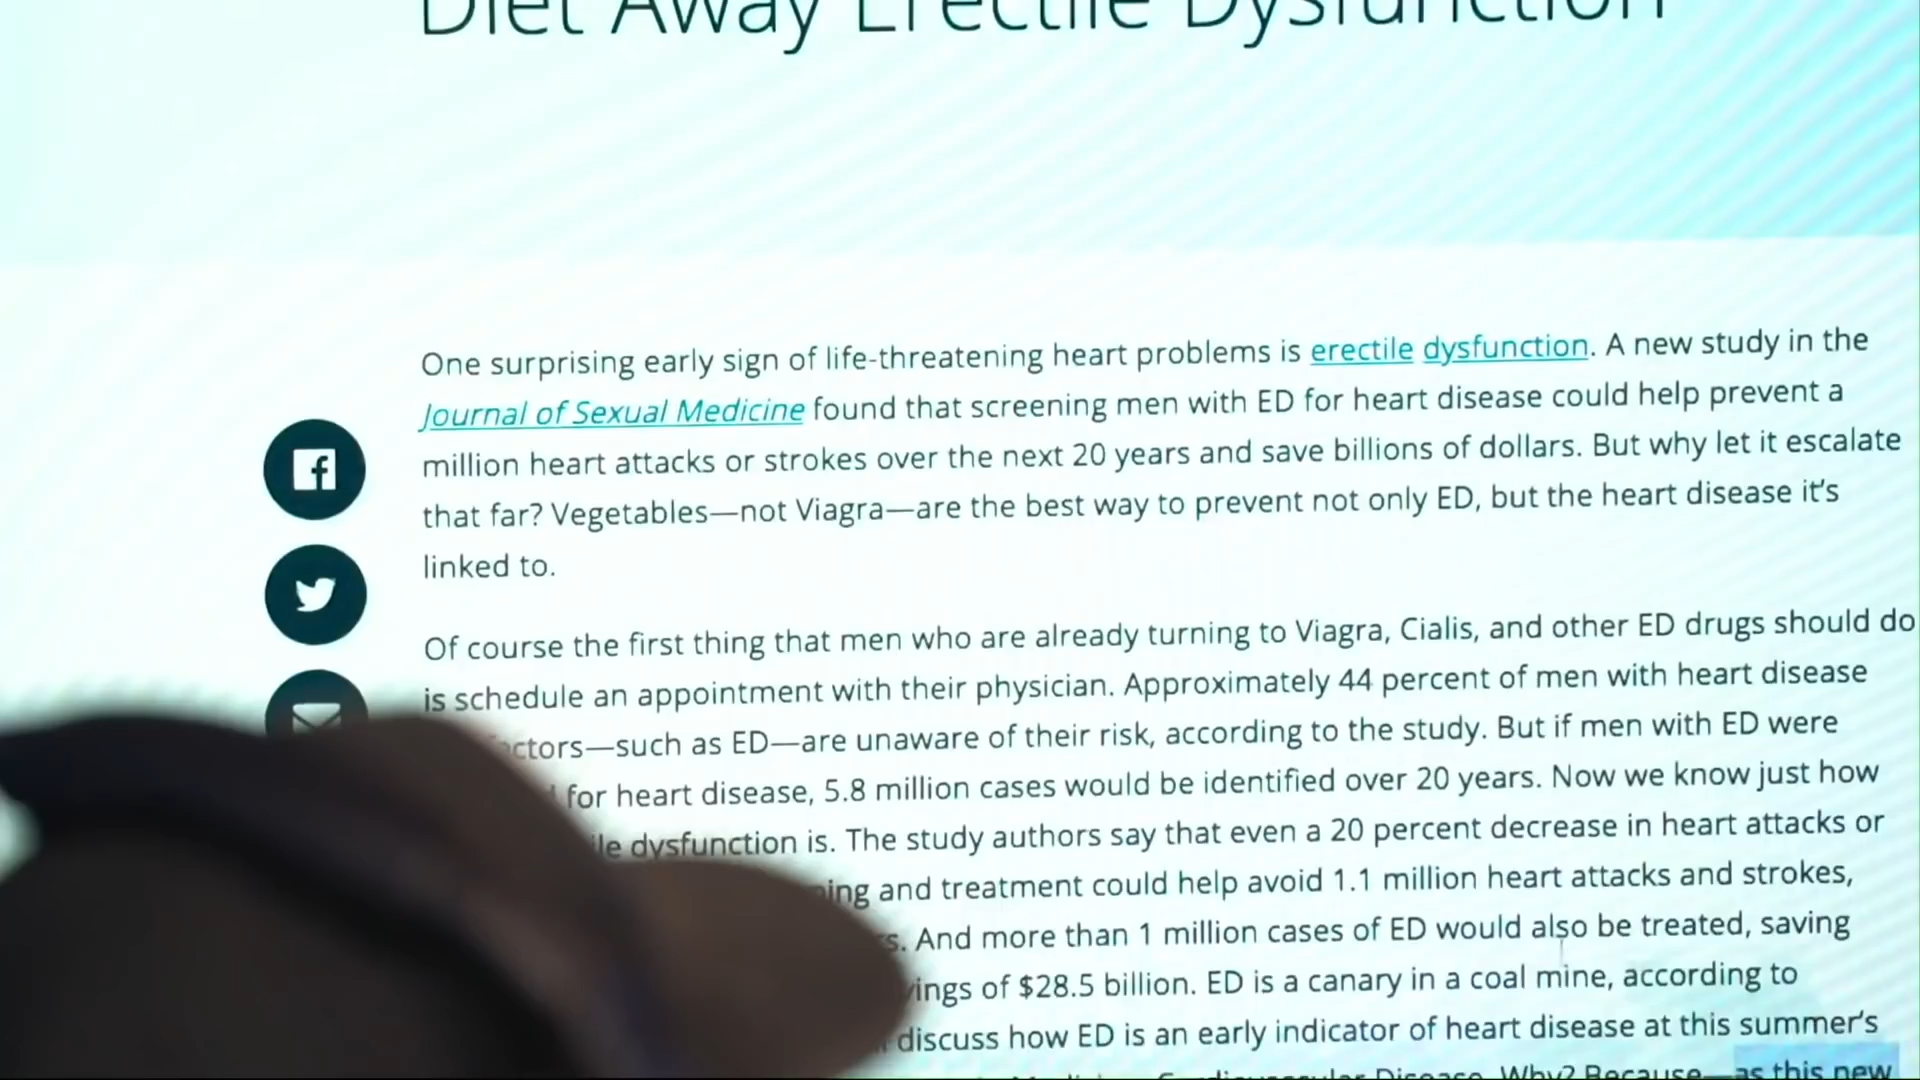 Diet Away Erectile Dysfunction
One surprising early sign of life-threatening heart problems is erectile dysfunction. A new study in the
Journal of Sexual Medicine found that screening men with ED for heart disease could help prevent a
million heart attacks or strokes over the next 20 years and save billions of dollars. But why let it escalate
that far? Vegetables—not Viagra—are the best way to prevent not only ED, but the heart disease it’s
linked to.
Of course the first thing that men who are already turning to Viagra, Cialis, and other ED drugs should do
is schedule an appointment with their physician. Approximately 44 percent of men with heart disease
ctors—such as ED—are unaware of their risk, according to the study. But if men with ED were
for heart disease, 5.8 million cases would be identified over 20 years. Now we know just how
le dysfunction is. The study authors say that even a 20 percent decrease in heart attacks or
ing and treatment could help avoid 1.1 million heart attacks and strokes,
s. And more than 1 million cases of ED would also be treated, saving
ings of $28.5 billion. ED is a canary in a coal mine, according to
discuss how ED is an early indicator of heart disease at this summer’s
Disease. Why? Because—as this new